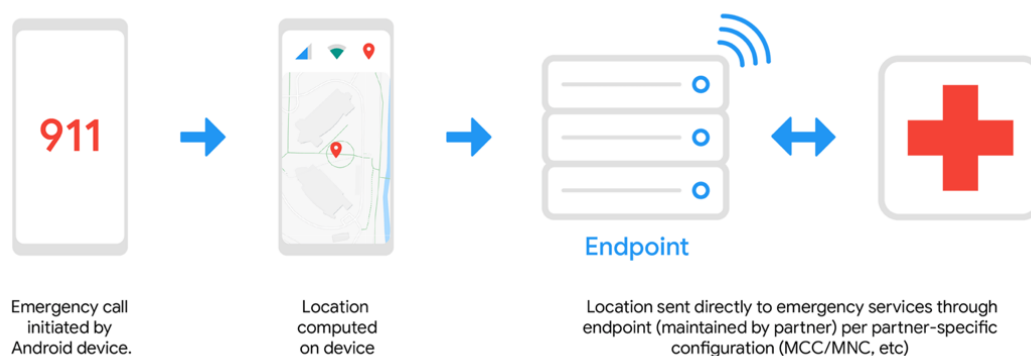 911
Endpoint
Emergency call
initiated by
Android device.
Location
computed
on device
Location sent directly to emergency services through
endpoint (maintained by partner) per partner-specific
configuration (MCC/MNC, etc)